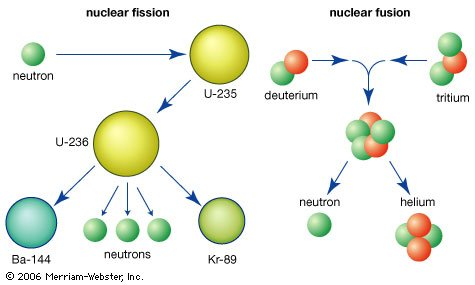 nuclear fission
neutron
U-235
U-236
Ba-144
neutrons
Kr-89
nuclear fusion
deuterium
tritium
neutron
helium
© 2006 Merriam-Webster, Inc.